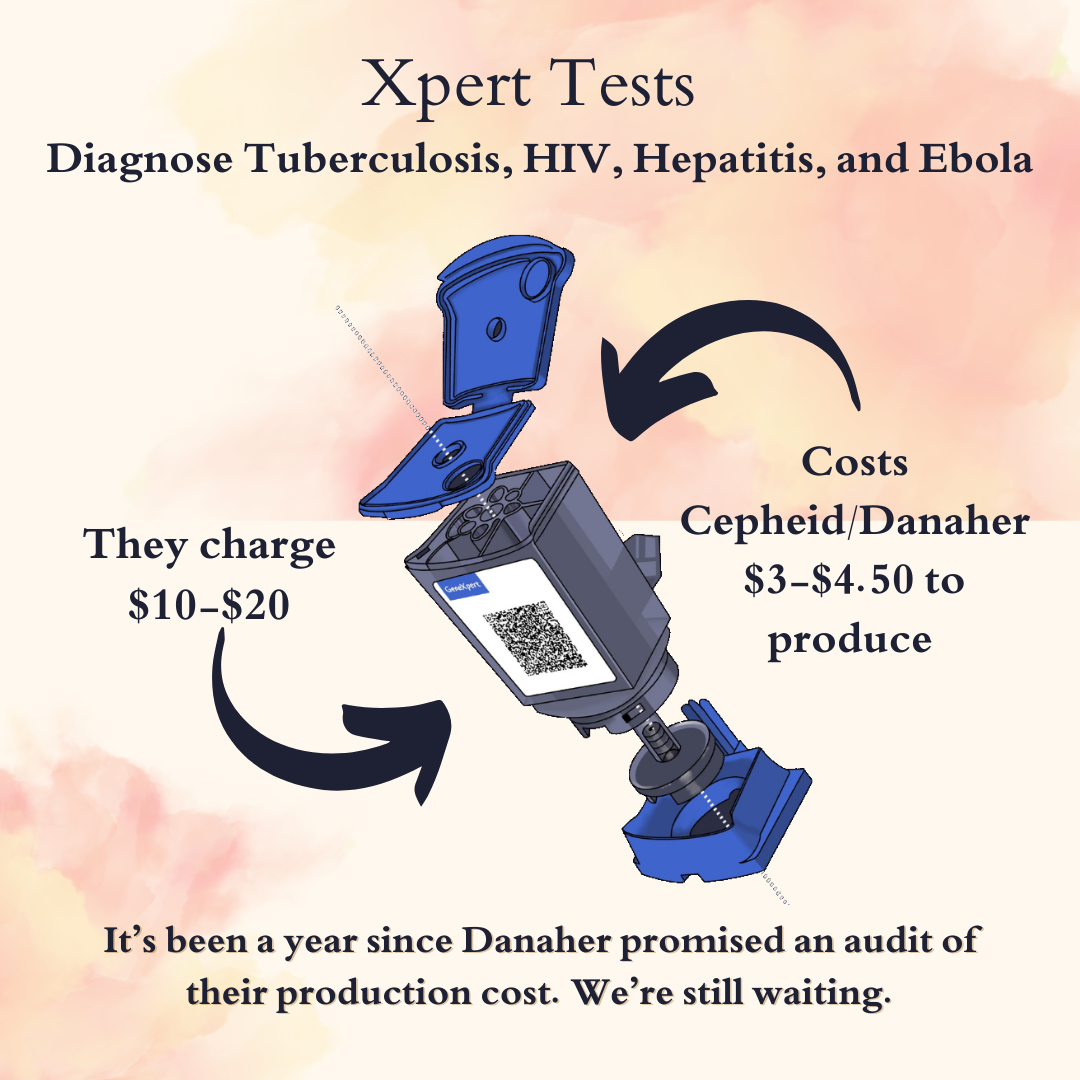 Xpert Tests
Diagnose Tuberculosis, HIV, Hepatitis, and Ebola
They charge
$10–$20
Costs
Cepheid/Danaher
$3–$4.50 to
produce
GeneXpert
It's been a year since Danaher promised an audit of
their production cost. We're still waiting.